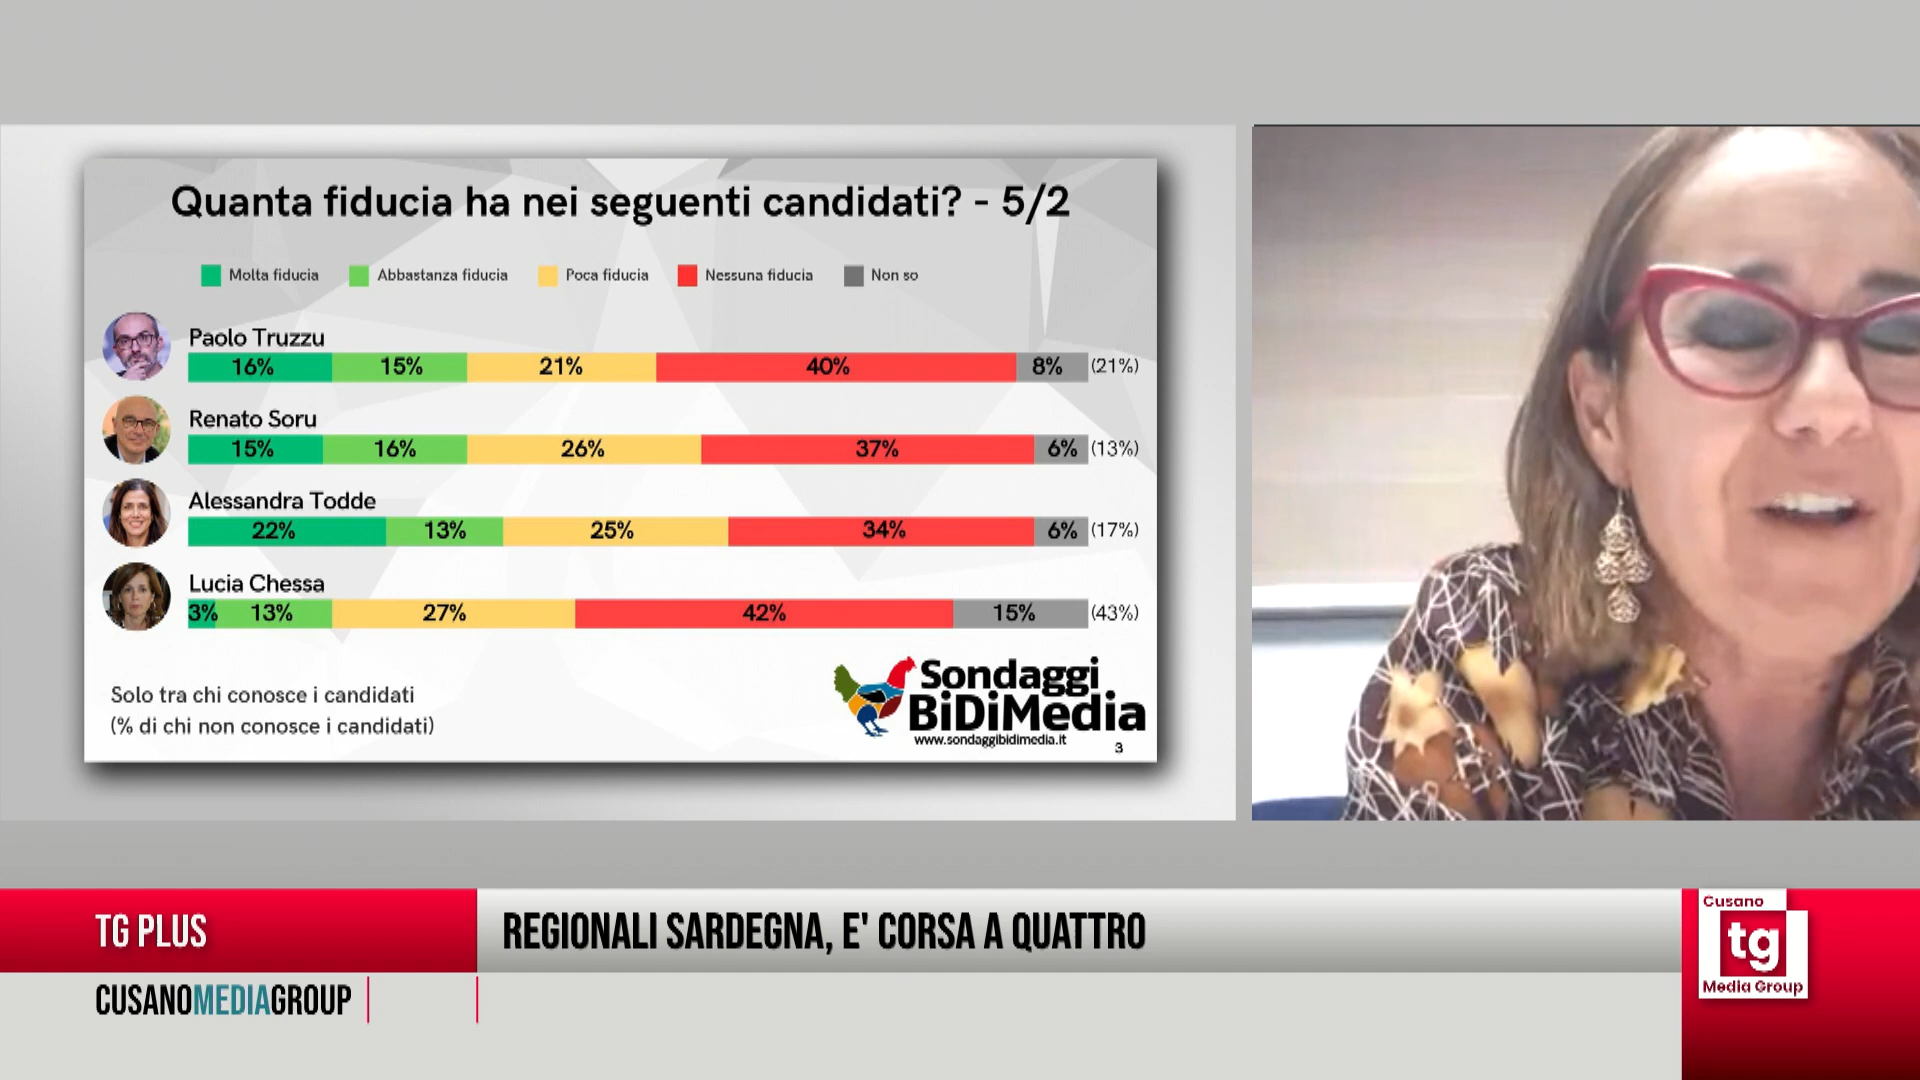 Quanta fiducia ha nei seguenti candidati? - 5/2
Molta fiducia Abbastanza fiducia Poca fiducia Nessuna fiducia Non so
Paolo Truzzu
16% 15% 21% 40% 8% (21%)
Renato Soru
15% 16% 26% 37% 6% (13%)
Alessandra Todde
22% 13% 25% 34% 6% (17%)
Lucia Chessa
3% 13% 27% 42% 15% (43%)
Solo tra chi conosce i candidati
(% di chi non conosce i candidati)
Sondaggi
BiDiMedia
www.sondaggibidimedia.it
3
TG PLUS
REGIONALI SARDEGNA, E' CORSA A QUATTRO
CUSANOMEDIAGROUP
Cusano
tg
Media Group